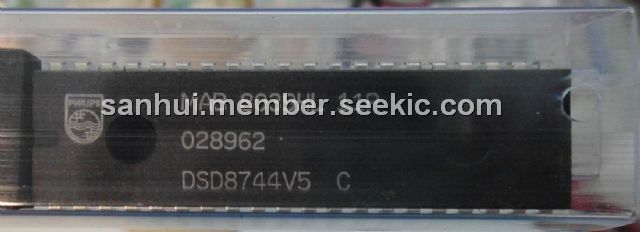 PHILIPS
sanhui.member.seekic.com
028962
DSD8744V5 C